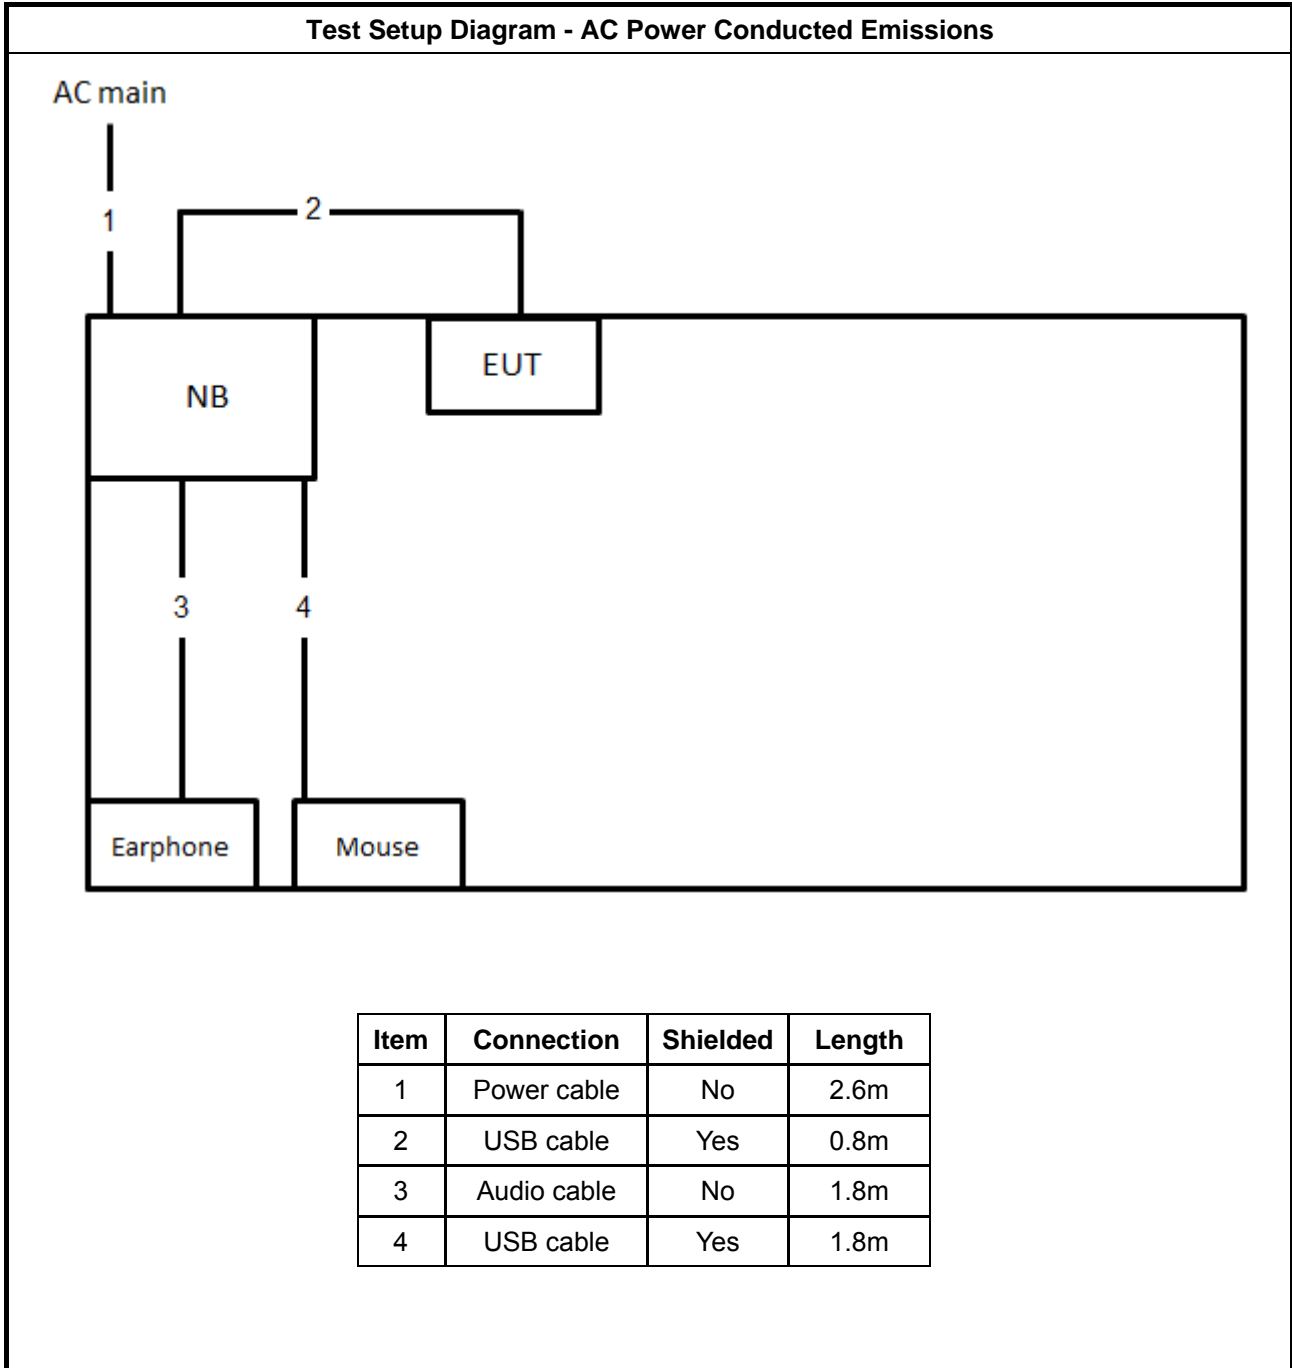 Test Setup Diagram - AC Power Conducted Emissions
AC main
1
2
NB
EUT
3
4
Earphone
Mouse
Item Connection Shielded Length
1 Power cable No 2.6m
2 USB cable Yes 0.8m
3 Audio cable No 1.8m
4 USB cable Yes 1.8m